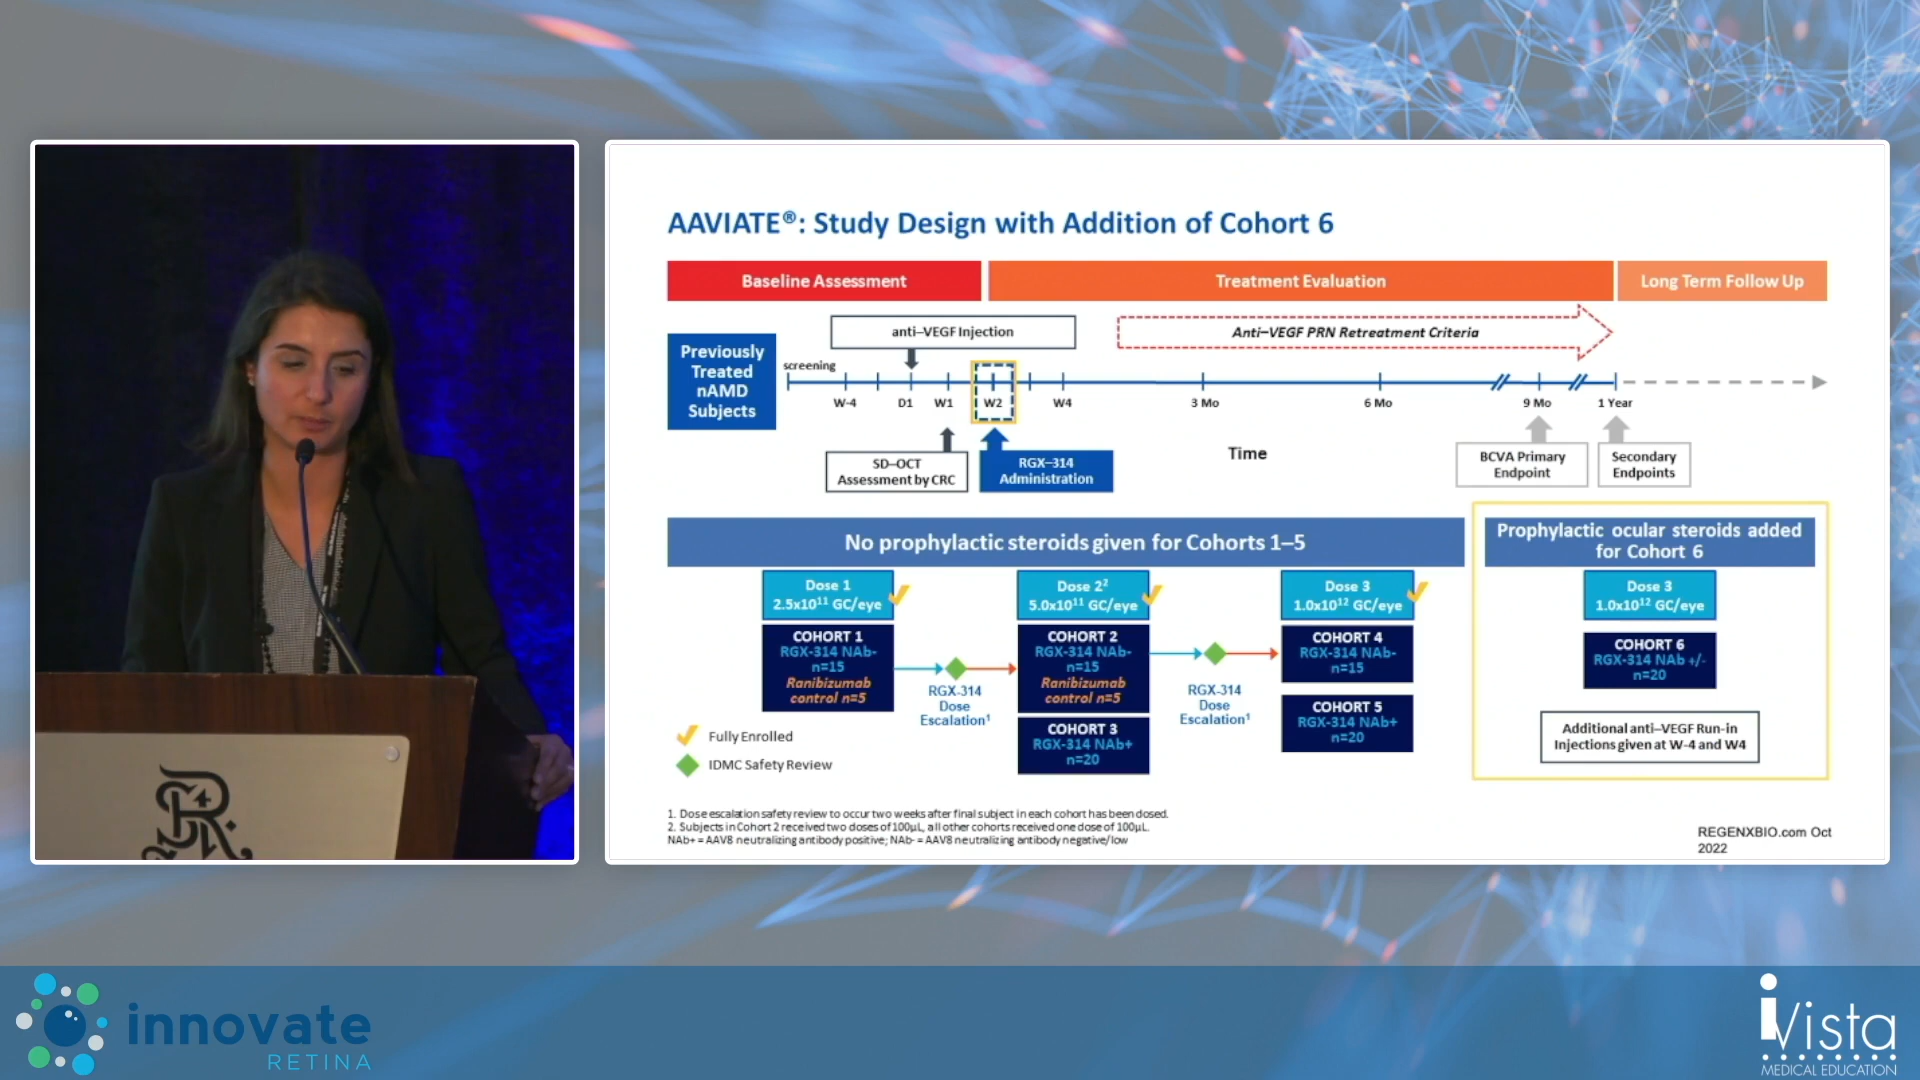 AAVIATE®: Study Design with Addition of Cohort 6
Baseline Assessment
Treatment Evaluation
Long Term Follow Up
anti–VEGF Injection
Anti–VEGF PRN Retreatment Criteria
Previously
Treated
nAMD
Subjects
screening
W-4
D1
W1
W2
W4
3 Mo
6 Mo
9 Mo
1 Year
SD–OCT
Assessment by CRC
RGX–314
Administration
Time
BCVA Primary
Endpoint
Secondary
Endpoints
No prophylactic steroids given for Cohorts 1–5
Prophylactic ocular steroids added
for Cohort 6
Dose 1
2.5x10¹¹ GC/eye
COHORT 1
RGX-314 NAb-
n=15
Ranibizumab
control n=5
RGX-314
Dose
Escalation¹
Dose 2²
5.0x10¹¹ GC/eye
COHORT 2
RGX-314 NAb-
n=15
Ranibizumab
control n=5
COHORT 3
RGX-314 NAb+
n=20
RGX-314
Dose
Escalation¹
Dose 3
1.0x10¹² GC/eye
COHORT 4
RGX-314 NAb-
n=15
COHORT 5
RGX-314 NAb+
n=20
Dose 3
1.0x10¹² GC/eye
COHORT 6
RGX-314 NAb +/-
n=20
Additional anti–VEGF Run-in
Injections given at W-4 and W4
Fully Enrolled
IDMC Safety Review
1. Dose escalation safety review to occur two weeks after final subject in each cohort has been dosed.
2. Subjects in Cohort 2 received two doses of 100µL, all other cohorts received one dose of 100µL.
NAb+ = AAV8 neutralizing antibody positive; NAb- = AAV8 neutralizing antibody negative/low
REGENXBIO.com Oct
2022
innovate
RETINA
iVista
MEDICAL EDUCATION